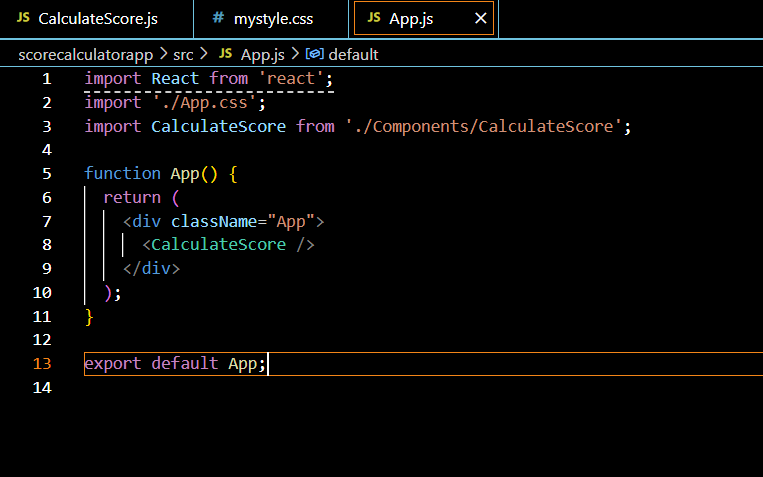 JS CalculateScore.js # mystyle.css JS App.js ×
scorecalculatorapp > src > JS App.js > default
1 import React from 'react';
2 import './App.css';
3 import CalculateScore from './Components/CalculateScore';
4
5 function App() {
6 return (
7 <div className="App">
8 <CalculateScore />
9 </div>
10 );
11 }
12
13 export default App;
14